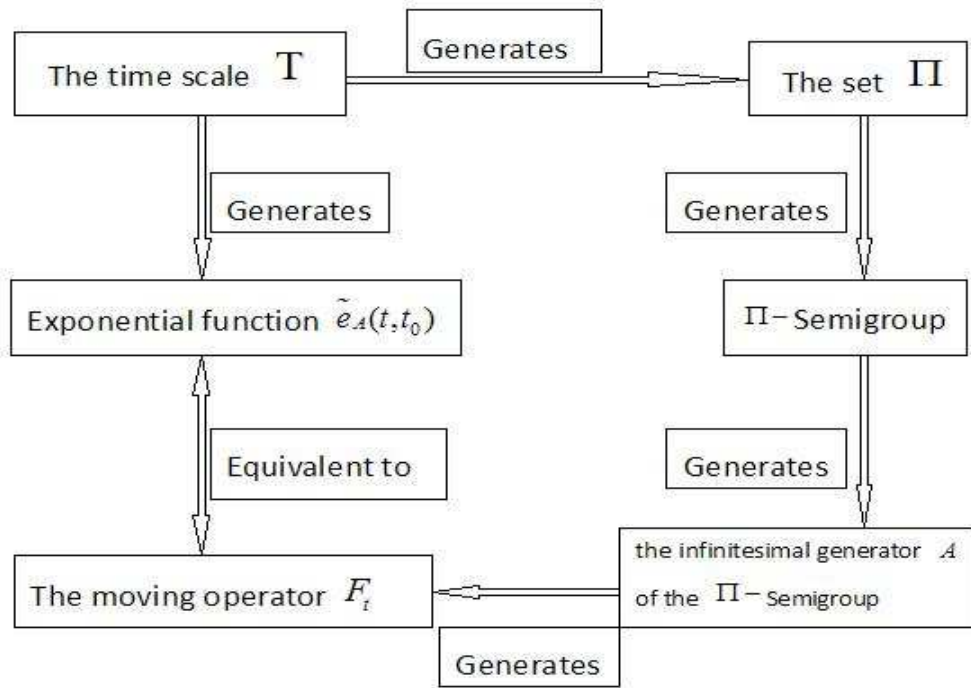 Generates
The time scale T
The set Π
Generates
Generates
Exponential function ẽ_A(t,t₀)
Π－Semigroup
Equivalent to
Generates
the infinitesimal generator A
of the Π－Semigroup
The moving operator F_t
Generates